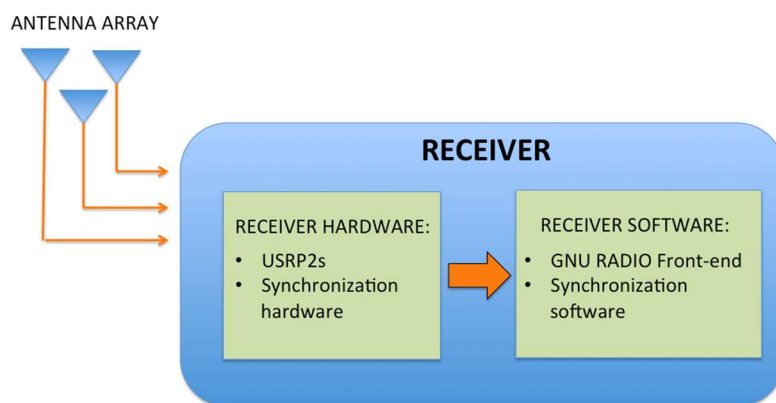 ANTENNA ARRAY
RECEIVER
RECEIVER HARDWARE:
• USRP2s
• Synchronization
hardware
RECEIVER SOFTWARE:
• GNU RADIO Front-end
• Synchronization
software